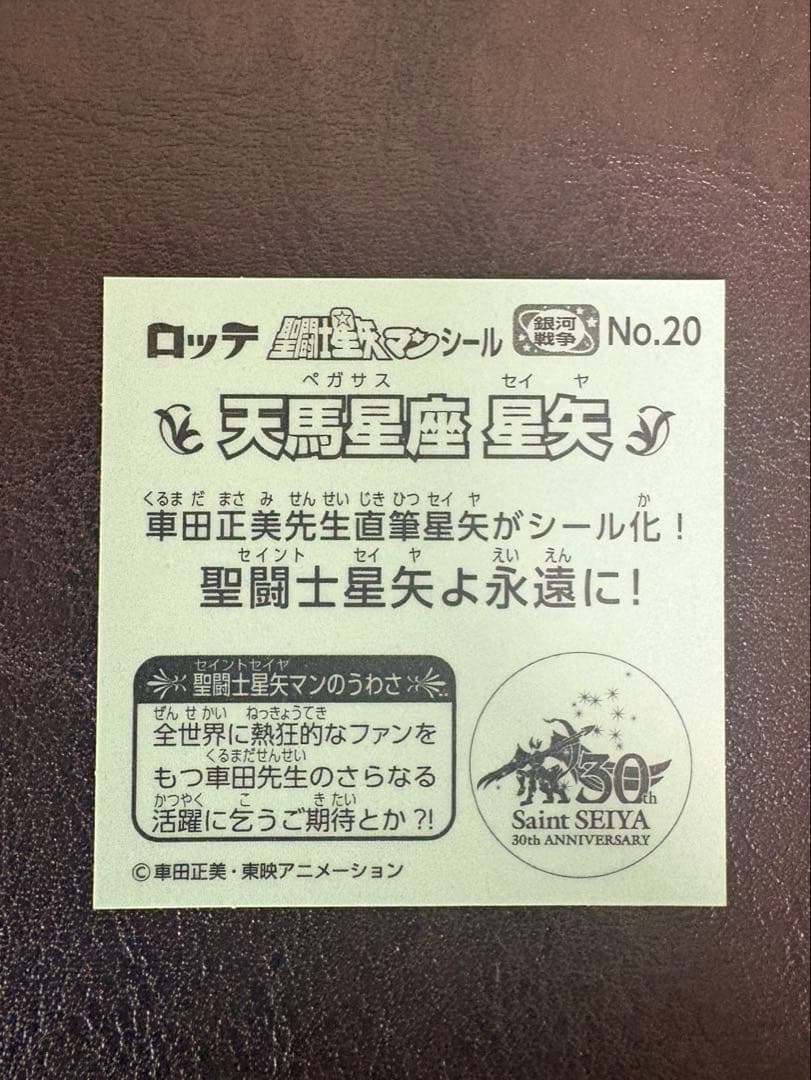 ロッテ 聖闘士星矢マンシール 銀河戦争 No.20
ペガサス セイ ヤ
天馬星座 星矢
くるま だ まさ み せん せい じき ひつ セイ ヤ か
車田正美先生直筆星矢がシール化！
セイント セイ ヤ えい えん
聖闘士星矢よ永遠に！
セイントセイヤ
聖闘士星矢マンのうわさ
ぜん せ かい ねっきょうてき
全世界に熱狂的なファンを
くるまだせんせい
もつ車田先生のさらなる
かつやく こ き たい
活躍に乞うご期待とか?!
30th
Saint SEIYA
30th ANNIVERSARY
©車田正美・東映アニメーション